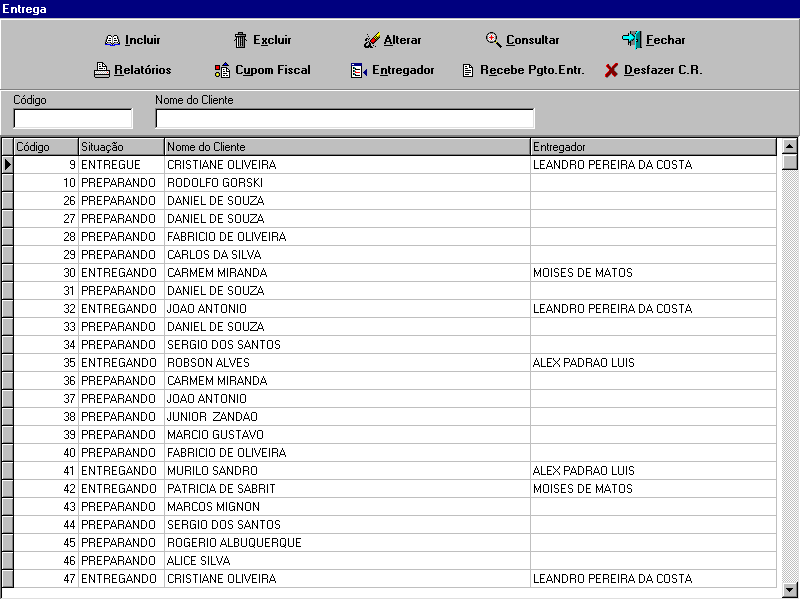 Entrega
Incluir Excluir Alterar Consultar Fechar
Relatórios Cupom Fiscal Entregador Recebe Pgto.Entr. Desfazer C.R.
Código Nome do Cliente
Código Situação Nome do Cliente Entregador
9 ENTREGUE CRISTIANE OLIVEIRA LEANDRO PEREIRA DA COSTA
10 PREPARANDO RODOLFO GORSKI
26 PREPARANDO DANIEL DE SOUZA
27 PREPARANDO DANIEL DE SOUZA
28 PREPARANDO FABRICIO DE OLIVEIRA
29 PREPARANDO CARLOS DA SILVA
30 ENTREGANDO CARMEM MIRANDA MOISES DE MATOS
31 PREPARANDO DANIEL DE SOUZA
32 ENTREGANDO JOAO ANTONIO LEANDRO PEREIRA DA COSTA
33 PREPARANDO DANIEL DE SOUZA
34 PREPARANDO SERGIO DOS SANTOS
35 ENTREGANDO ROBSON ALVES ALEX PADRAO LUIS
36 PREPARANDO CARMEM MIRANDA
37 PREPARANDO JOAO ANTONIO
38 PREPARANDO JUNIOR  ZANDAO
39 PREPARANDO MARCIO GUSTAVO
40 PREPARANDO FABRICIO DE OLIVEIRA
41 ENTREGANDO MURILO SANDRO ALEX PADRAO LUIS
42 ENTREGANDO PATRICIA DE SABRIT MOISES DE MATOS
43 PREPARANDO MARCOS MIGNON
44 PREPARANDO SERGIO DOS SANTOS
45 PREPARANDO ROGERIO ALBUQUERQUE
46 PREPARANDO ALICE SILVA
47 ENTREGANDO CRISTIANE OLIVEIRA LEANDRO PEREIRA DA COSTA